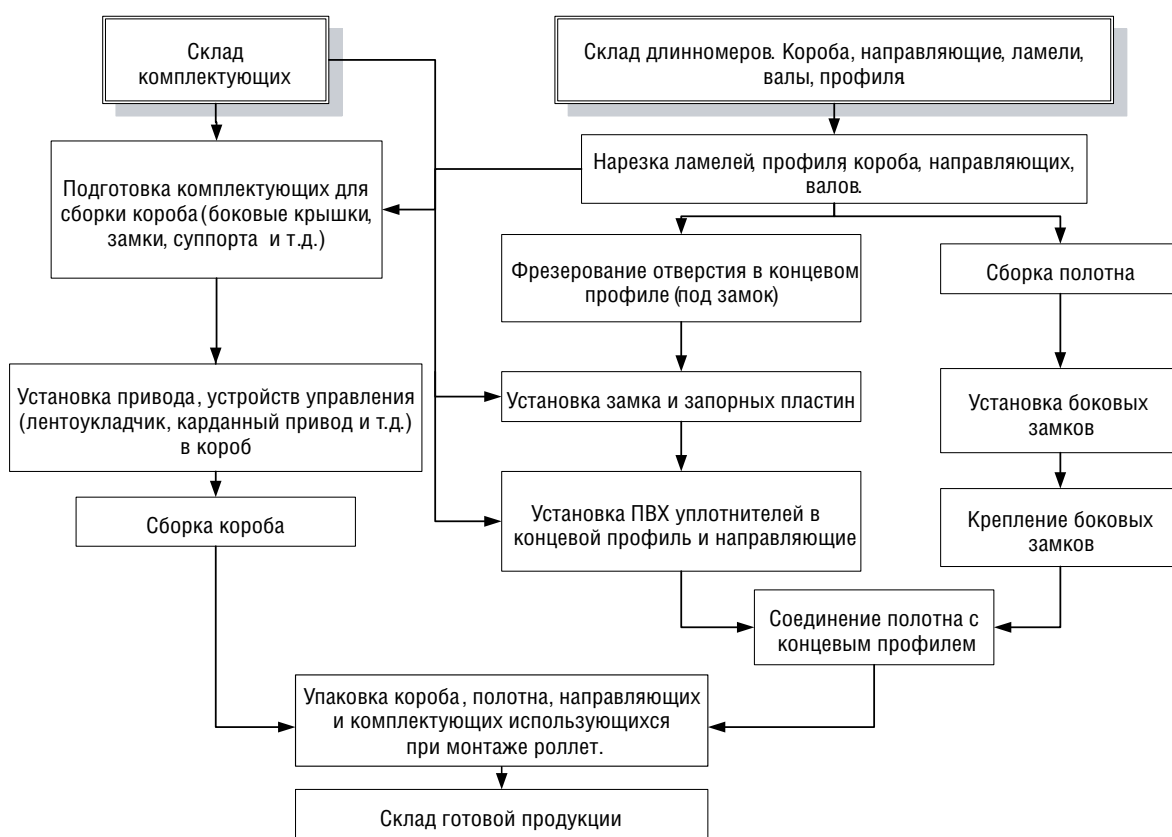 Склад
комплектующих
Склад длинномеров. Короба, направляющие, ламели,
валы, профиля
Подготовка комплектующих для
сборки короба (боковые крышки,
замки, суппорта и т.д.)
Нарезка ламелей, профиля, короба, направляющих,
валов.
Фрезерование отверстия в концевом
профиле (под замок)
Сборка полотна
Установка привода, устройств управления
(лентоукладчик, карданный привод и т.д.)
в короб
Установка замка и запорных пластин
Установка боковых
замков
Сборка короба
Установка ПВХ уплотнителей в
концевой профиль и направляющие
Крепление боковых
замков
Соединение полотна с
концевым профилем
Упаковка короба, полотна, направляющих
и комплектующих использующихся
при монтаже роллет.
Склад готовой продукции